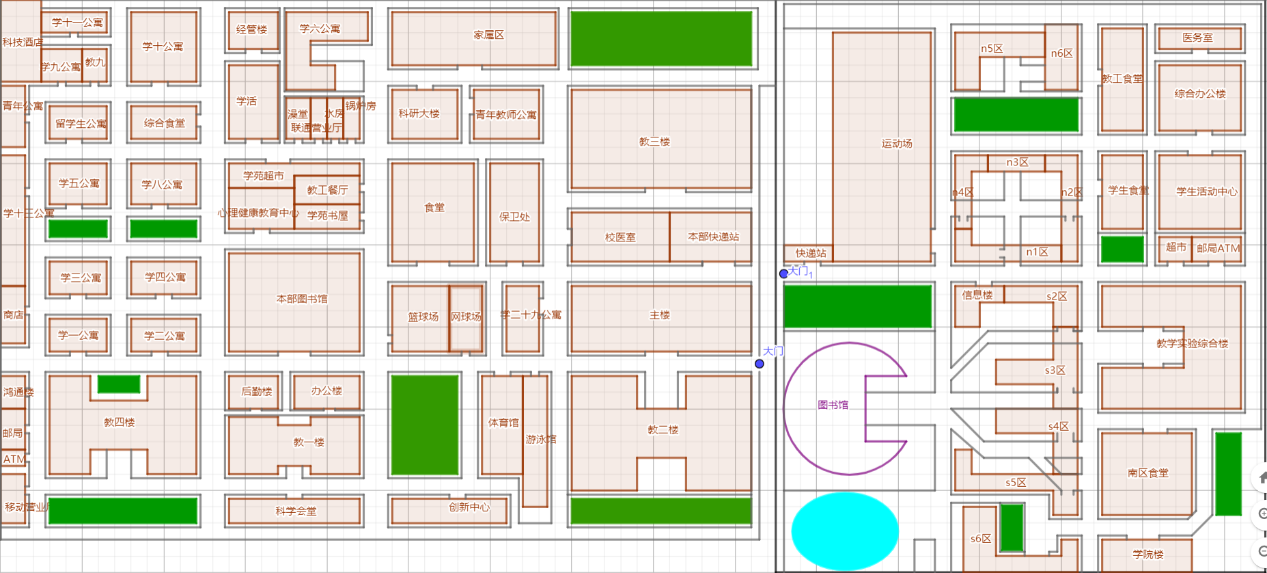 学十一公寓
科技酒店
学九公寓
教九
学十公寓
经管楼
学六公寓
家属区
n5区
n6区
医务室
青年公寓
留学生公寓
综合食堂
学活
澡堂
水房
锅炉房
联通营业厅
科研大楼
青年教师公寓
教三楼
运动场
教工食堂
综合办公楼
学五公寓
学八公寓
学苑超市
教工餐厅
心理健康教育中心
学苑书屋
食堂
保卫处
校医室
本部快递站
快递站
n3区
n4区
n2区
n1区
学生食堂
学生活动中心
超市
邮局ATM
学十三公寓
学三公寓
学四公寓
本部图书馆
大门1
商店
学一公寓
学二公寓
篮球场
网球场
学二十九公寓
主楼
大门
信息楼
s2区
教学实验综合楼
s3区
鸿通楼
后勤楼
办公楼
图书馆
邮局
ATM
教四楼
教一楼
体育馆
游泳馆
教二楼
s4区
s5区
南区食堂
科学会堂
创新中心
s6区
学院楼